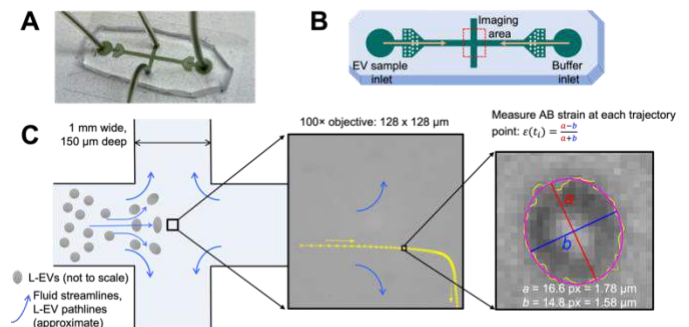 A
B
Imaging
area
EV sample
inlet
Buffer
inlet
C
1 mm wide,
150 µm deep
100× objective: 128 x 128 µm
Measure AB strain at each trajectory
point: ε(tᵢ) = a−b / a+b
L-EVs (not to scale)
Fluid streamlines,
L-EV pathlines
(approximate)
a
b
a = 16.6 px = 1.78 µm
b = 14.8 px = 1.58 µm